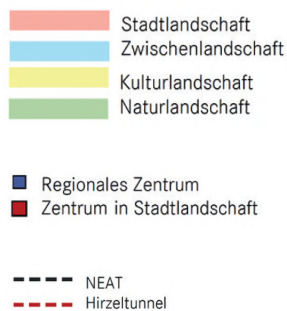 Stadtlandschaft
Zwischenlandschaft
Kulturlandschaft
Naturlandschaft
Regionales Zentrum
Zentrum in Stadtlandschaft
NEAT
Hirzeltunnel